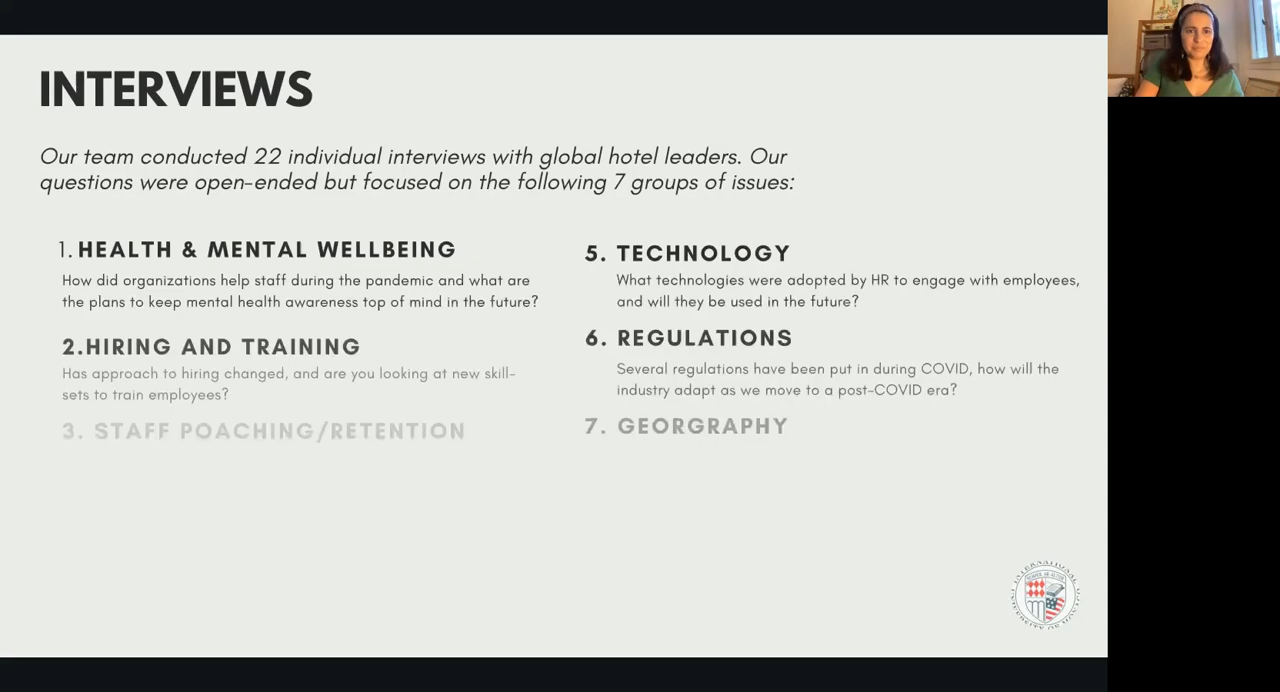 INTERVIEWS
Our team conducted 22 individual interviews with global hotel leaders. Our
questions were open-ended but focused on the following 7 groups of issues:
1. HEALTH & MENTAL WELLBEING
How did organizations help staff during the pandemic and what are
the plans to keep mental health awareness top of mind in the future?
2.HIRING AND TRAINING
Has approach to hiring changed, and are you looking at new skill-
sets to train employees?
3. STAFF POACHING/RETENTION
5. TECHNOLOGY
What technologies were adopted by HR to engage with employees,
and will they be used in the future?
6. REGULATIONS
Several regulations have been put in during COVID, how will the
industry adapt as we move to a post-COVID era?
7. GEORGRAPHY
INTERNATIONAL
UNIVERSITY OF